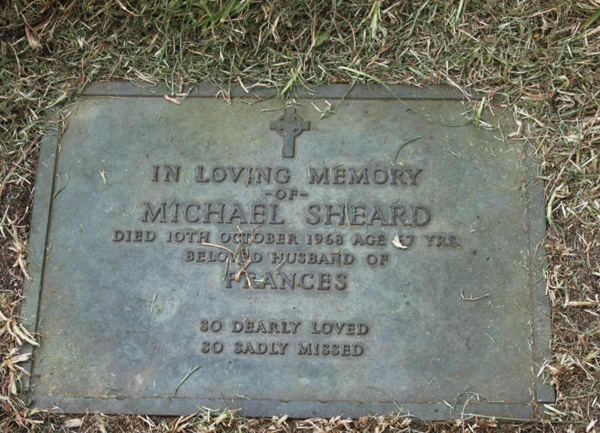 IN LOVING MEMORY
-OF-
MICHAEL SHEARD
DIED 10TH OCTOBER 1968 AGE YRS.
BELOVED HUSBAND OF
FRANCES
SO DEARLY LOVED
SO SADLY MISSED